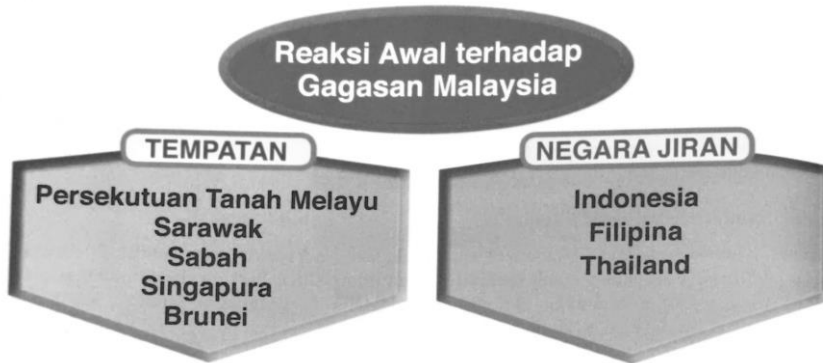 Reaksi Awal terhadap
Gagasan Malaysia
TEMPATAN
Persekutuan Tanah Melayu
Sarawak
Sabah
Singapura
Brunei
NEGARA JIRAN
Indonesia
Filipina
Thailand